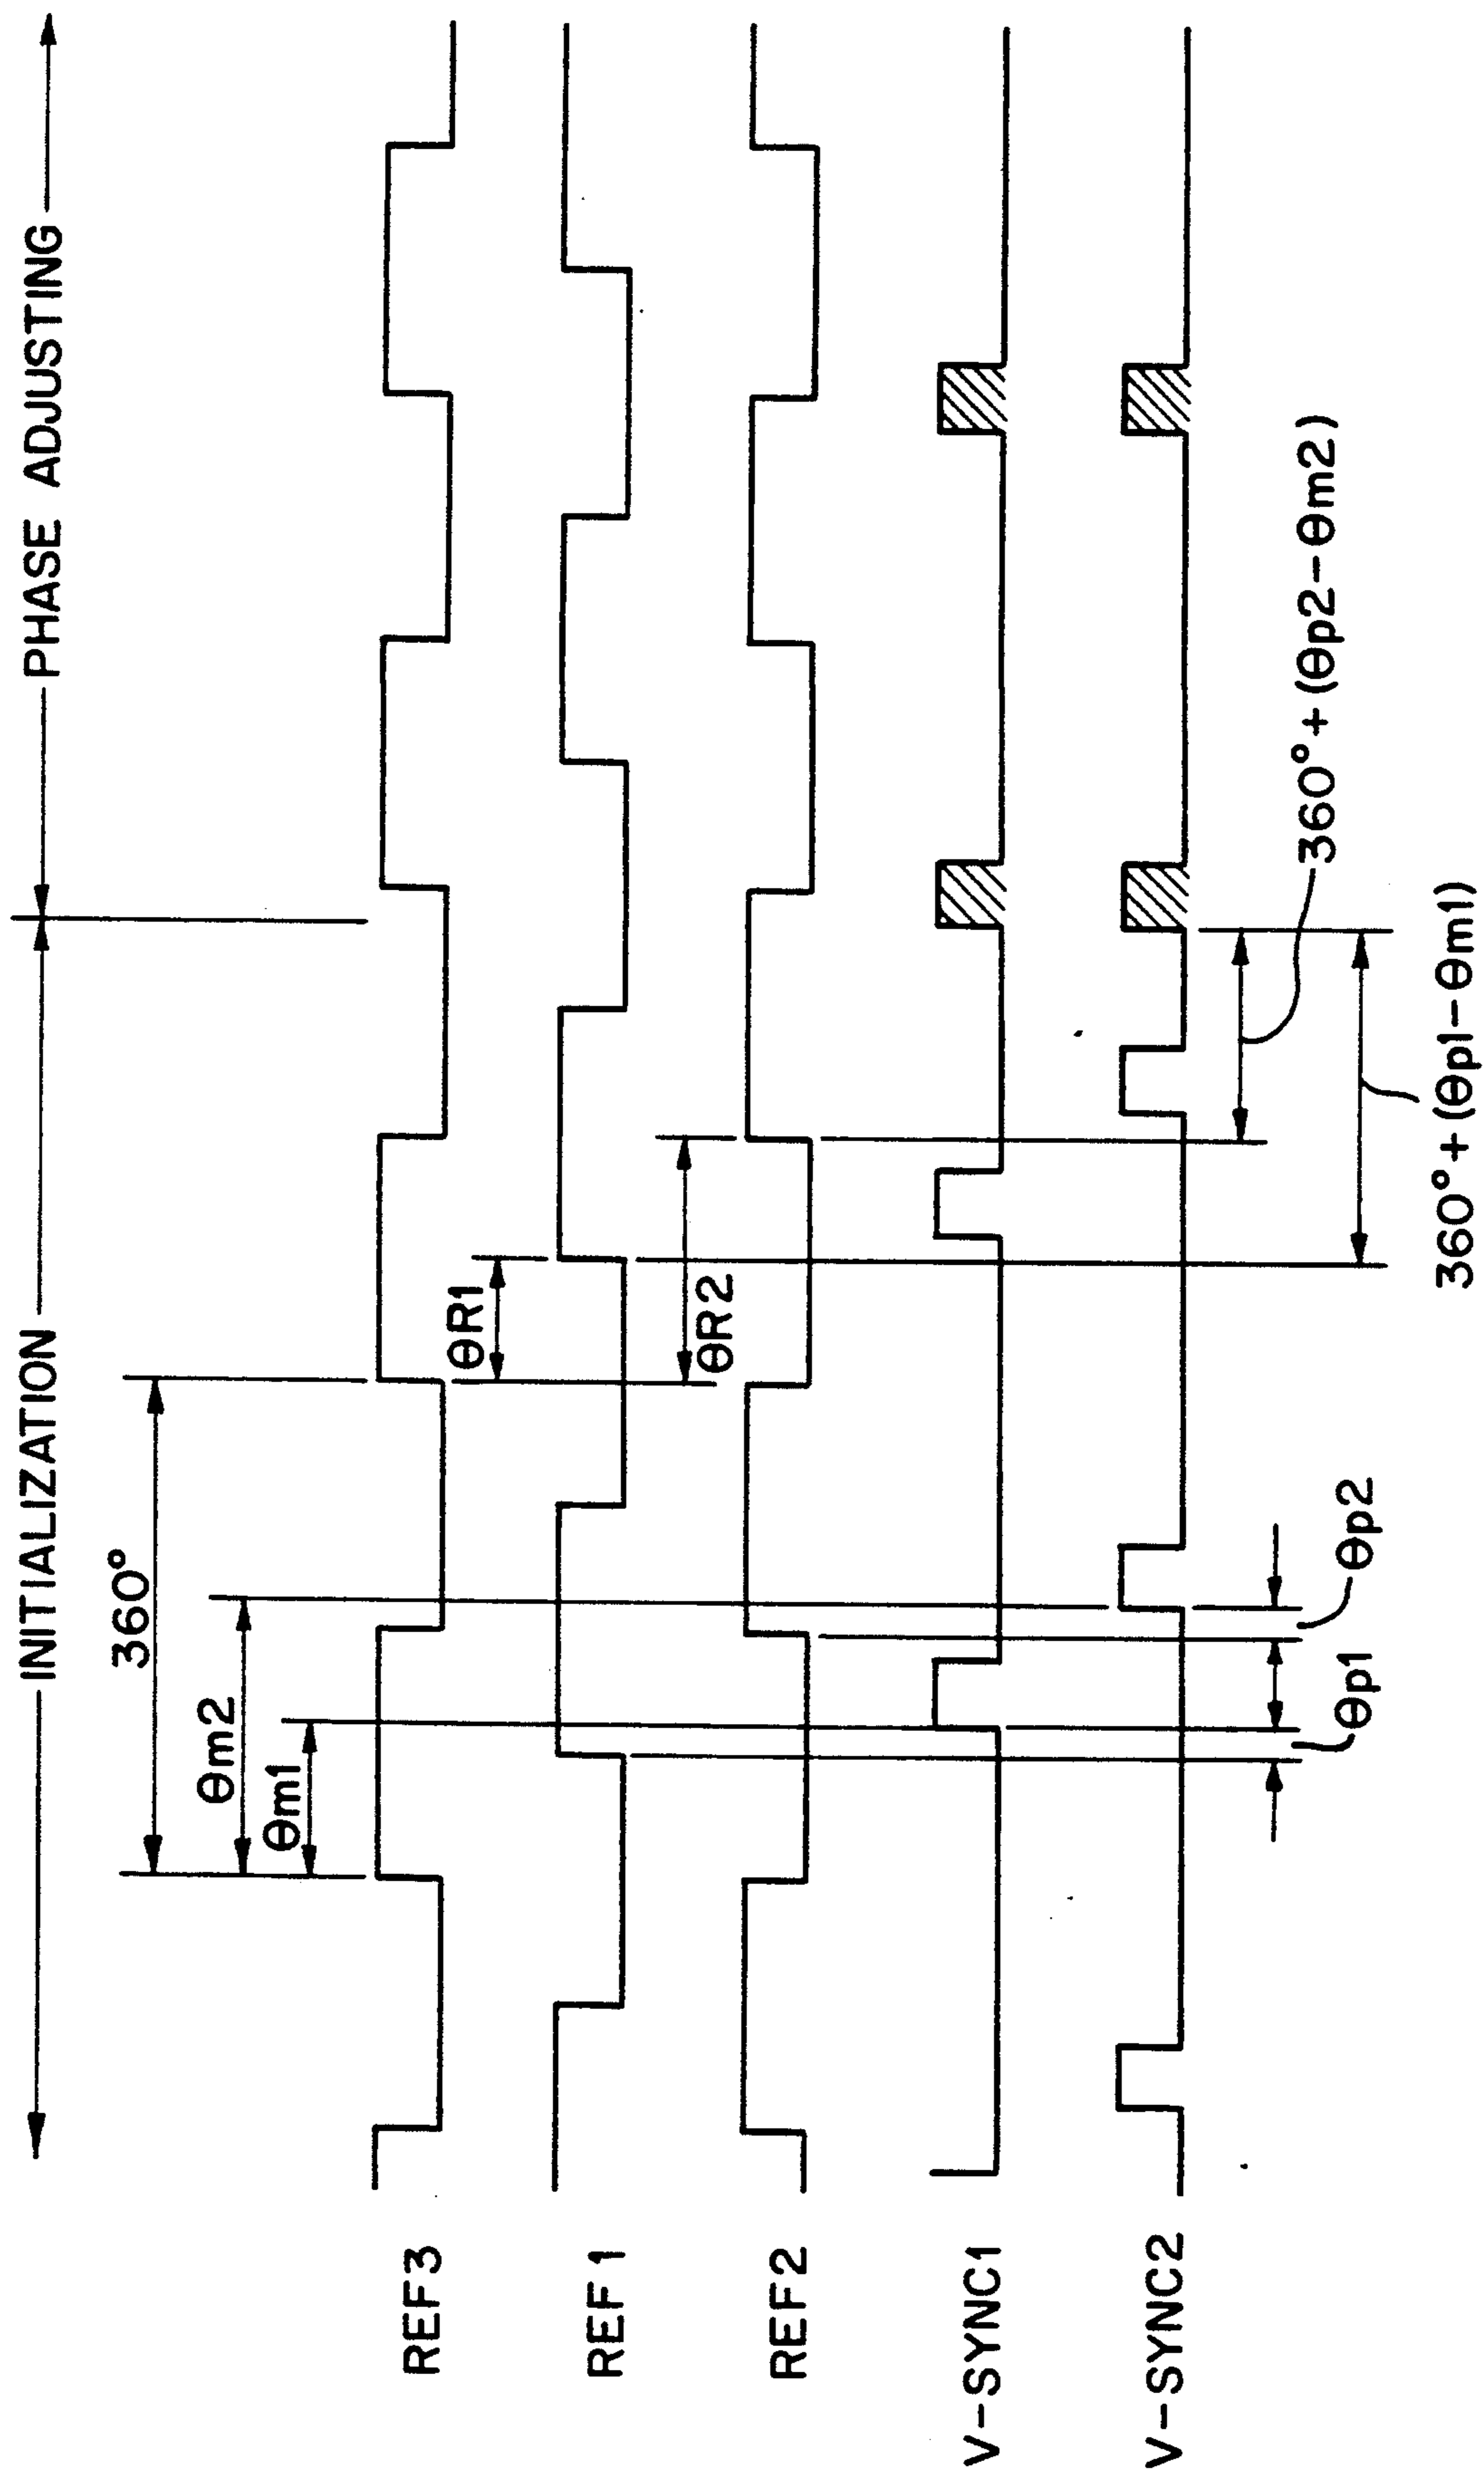 INITIALIZATION
PHASE ADJUSTING
360°
θm2
θm1
REF3
θR1
REF1
θR2
REF2
V-SYNC1
V-SYNC2
θp1
θp2
360°+(θp2-θm2)
360°+(θp1-θm1)